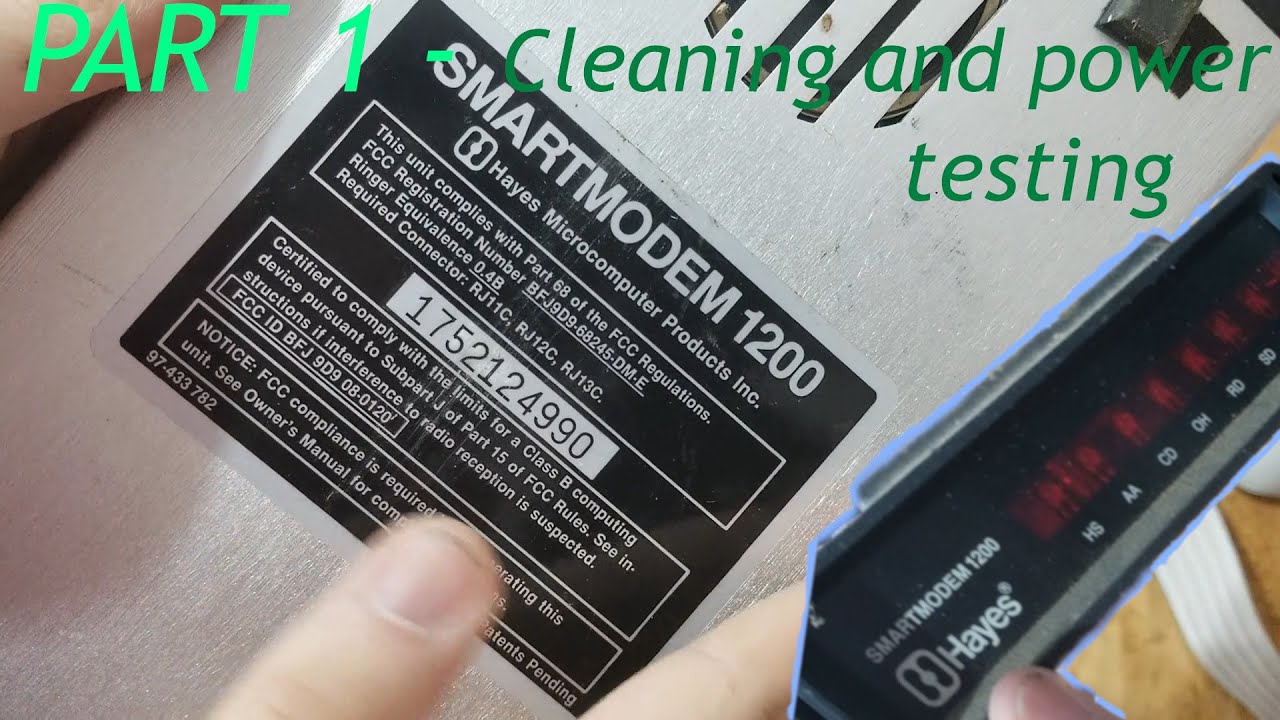 PART 1 - Cleaning and power
testing
SMARTMODEM 1200
Hayes Microcomputer Products Inc.
This unit complies with Part 68 of the FCC Regulations.
FCC Registration Number BFJ9D9-68245-DM-E
Ringer Equivalence 0.4B
Required Connector: RJ11C, RJ12C, RJ13C.
1752124990
Certified to comply with the limits for a Class B computing
device pursuant to Subpart J of Part 15 of FCC Rules. See in-
structions if interference to radio reception is suspected.
FCC ID BFJ 9D9 08-0120
NOTICE: FCC compliance is required erating this
unit. See Owner's Manual for
Patents Pending
97-433 782
HS AA CD OH RD SD
SMARTMODEM 1200
Hayes®